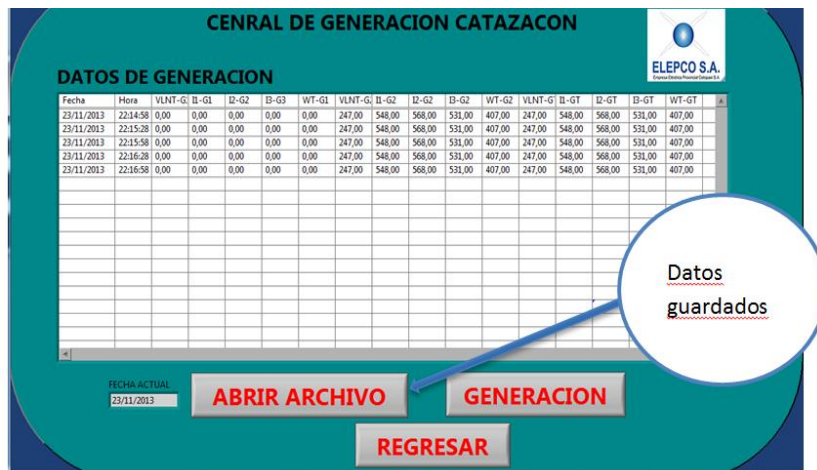 CENRAL DE GENERACION CATAZACON
ELEPCO S.A.
DATOS DE GENERACION
Fecha Hora VLNT-G: I1-G1 I2-G2 I3-G3 WT-G1 VLNT-G. I1-G2 I2-G2 I3-G2 WT-G2 VLNT-G I1-GT I2-GT I3-GT WT-GT
23/11/2013 22:14:58 0,00 0,00 0,00 0,00 0,00 247,00 548,00 568,00 531,00 407,00 247,00 548,00 568,00 531,00 407,00
23/11/2013 22:15:28 0,00 0,00 0,00 0,00 0,00 247,00 548,00 568,00 531,00 407,00 247,00 548,00 568,00 531,00 407,00
23/11/2013 22:15:58 0,00 0,00 0,00 0,00 0,00 247,00 548,00 568,00 531,00 407,00 247,00 548,00 568,00 531,00 407,00
23/11/2013 22:16:28 0,00 0,00 0,00 0,00 0,00 247,00 548,00 568,00 531,00 407,00 247,00 548,00 568,00 531,00 407,00
23/11/2013 22:16:58 0,00 0,00 0,00 0,00 0,00 247,00 548,00 568,00 531,00 407,00 247,00 548,00 568,00 531,00 407,00
Datos
guardados
FECHA ACTUAL
23/11/2013
ABRIR ARCHIVO
GENERACION
REGRESAR